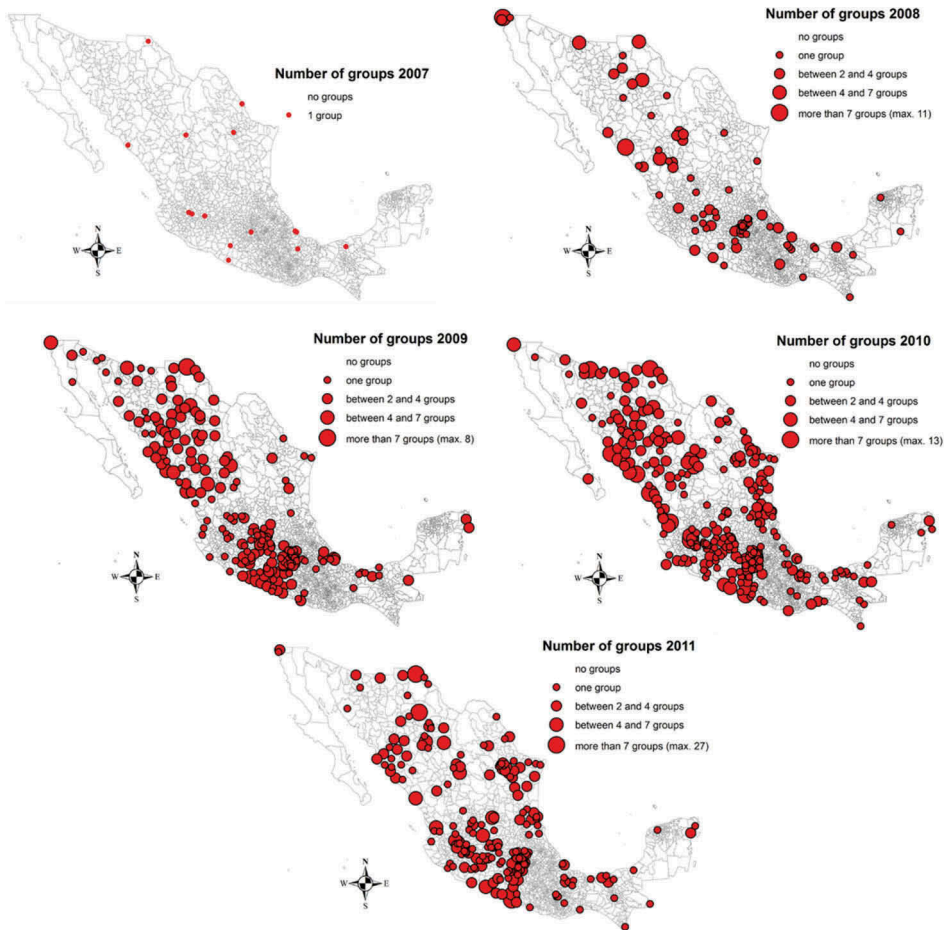 Number of groups 2007
no groups
1 group
N
W E
S
Number of groups 2008
no groups
one group
between 2 and 4 groups
between 4 and 7 groups
more than 7 groups (max. 11)
N
W E
S
Number of groups 2009
no groups
one group
between 2 and 4 groups
between 4 and 7 groups
more than 7 groups (max. 8)
N
W E
S
Number of groups 2010
no groups
one group
between 2 and 4 groups
between 4 and 7 groups
more than 7 groups (max. 13)
N
W E
S
Number of groups 2011
no groups
one group
between 2 and 4 groups
between 4 and 7 groups
more than 7 groups (max. 27)
N
W E
S